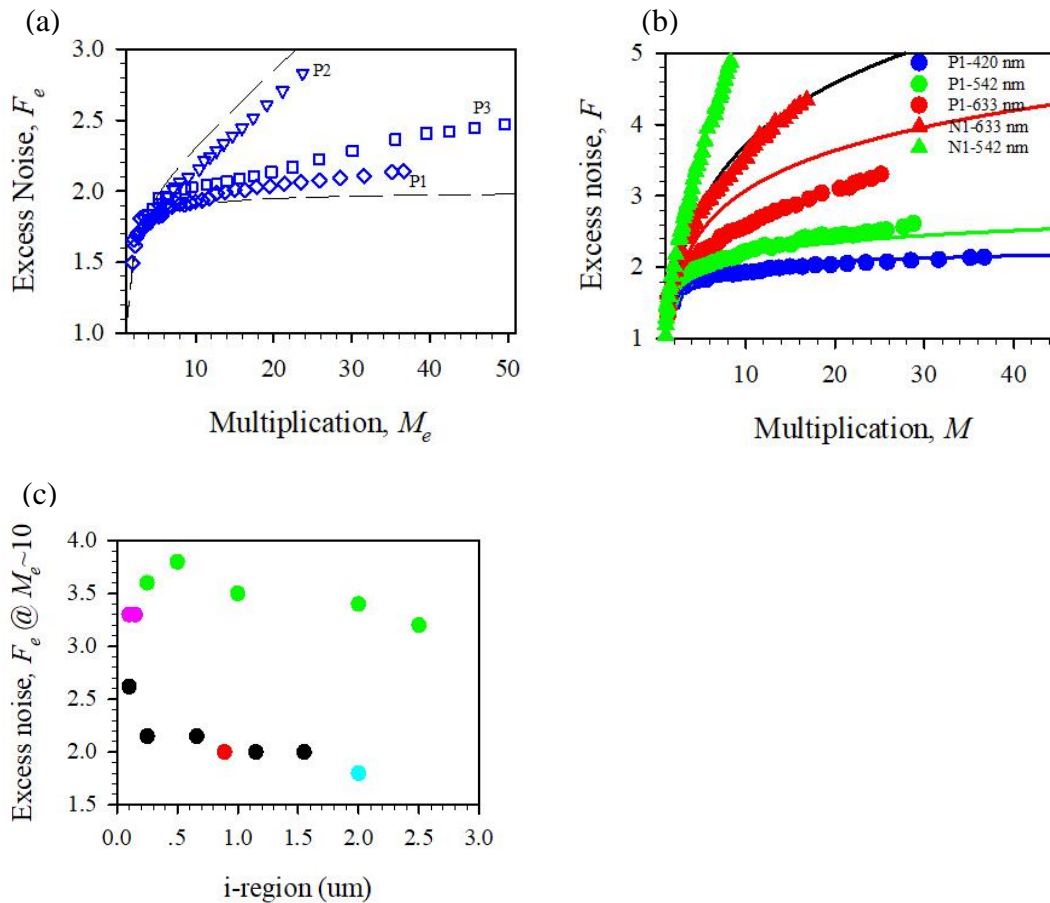 (a)
3.0
2.5
2.0
1.5
1.0
Excess Noise, Fe
P2
P3
P1
10 20 30 40 50
Multiplication, Me
(b)
5
4
3
2
1
Excess noise, F
P1-420 nm
P1-542 nm
P1-633 nm
N1-633 nm
N1-542 nm
10 20 30 40
Multiplication, M
(c)
4.0
3.5
3.0
2.5
2.0
1.5
Excess noise, Fe @ Me~10
0.0 .5 1.0 1.5 2.0 2.5 3.0
i-region (um)